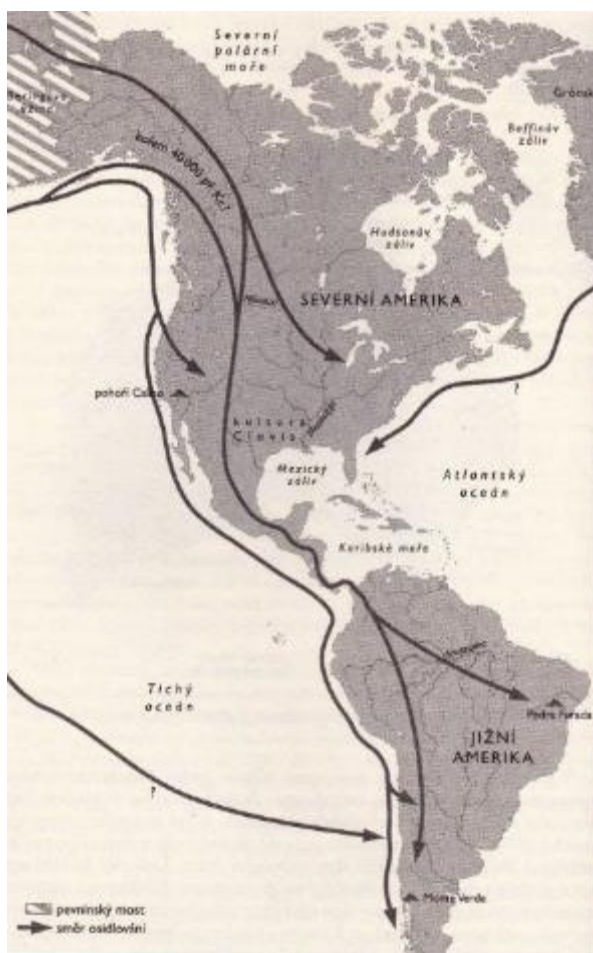 Severní
polární
moře
Grónsko
Baffinův
záliv
kolem 40 000 př. Kr.?
Hudsonův
záliv
SEVERNÍ AMERIKA
?
pohoří
kultura
Clovis
Mexický
záliv
Atlantský
oceán
Karibské moře
Tichý
oceán
Pedra Furada
JIŽNÍ
AMERIKA
?
Monte Verde
pevninský most
směr osidlování